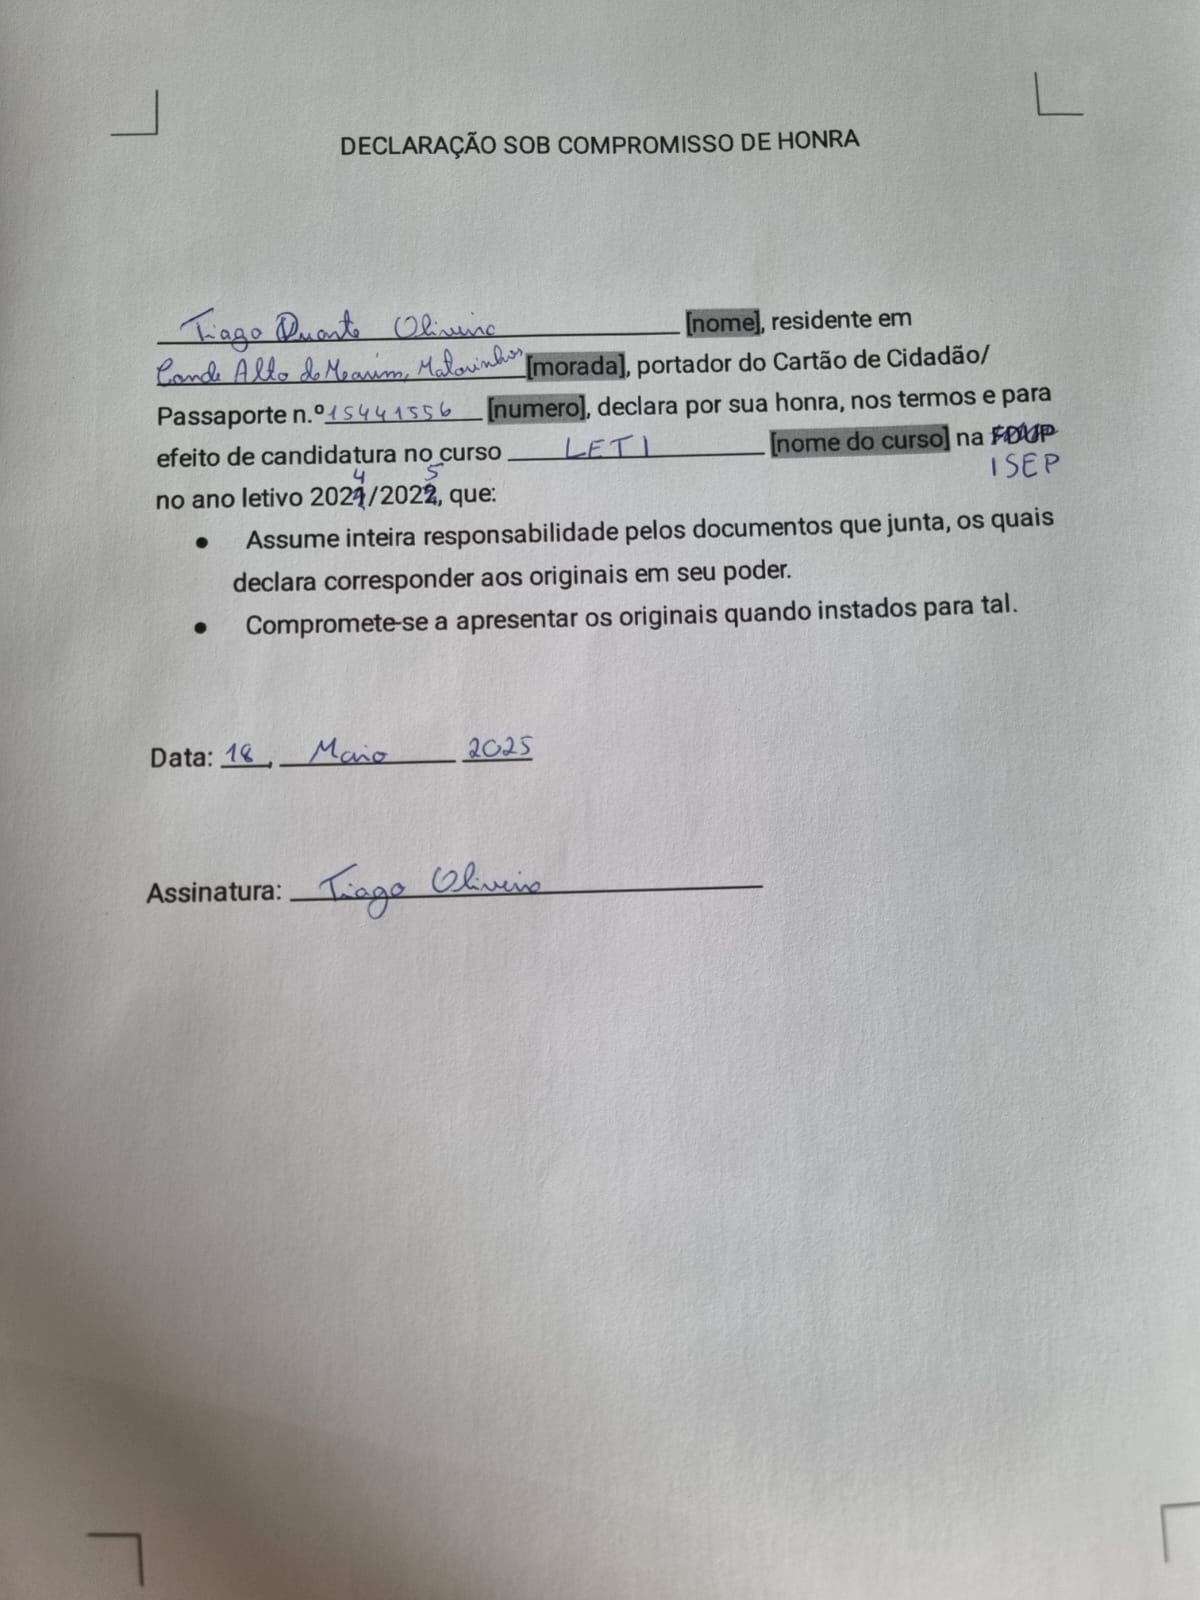 DECLARAÇÃO SOB COMPROMISSO DE HONRA
Tiago Duarte Oliveira [nome], residente em
Conde Alto de Mearim, Matosinhos [morada], portador do Cartão de Cidadão/
Passaporte n.º 15441556 [numero], declara por sua honra, nos termos e para
efeito de candidatura no curso LETI [nome do curso] na FDUP
ISEP
no ano letivo 2024/2025, que:
● Assume inteira responsabilidade pelos documentos que junta, os quais
declara corresponder aos originais em seu poder.
● Compromete-se a apresentar os originais quando instados para tal.
Data: 18, Maio 2025
Assinatura: Tiago Oliveira